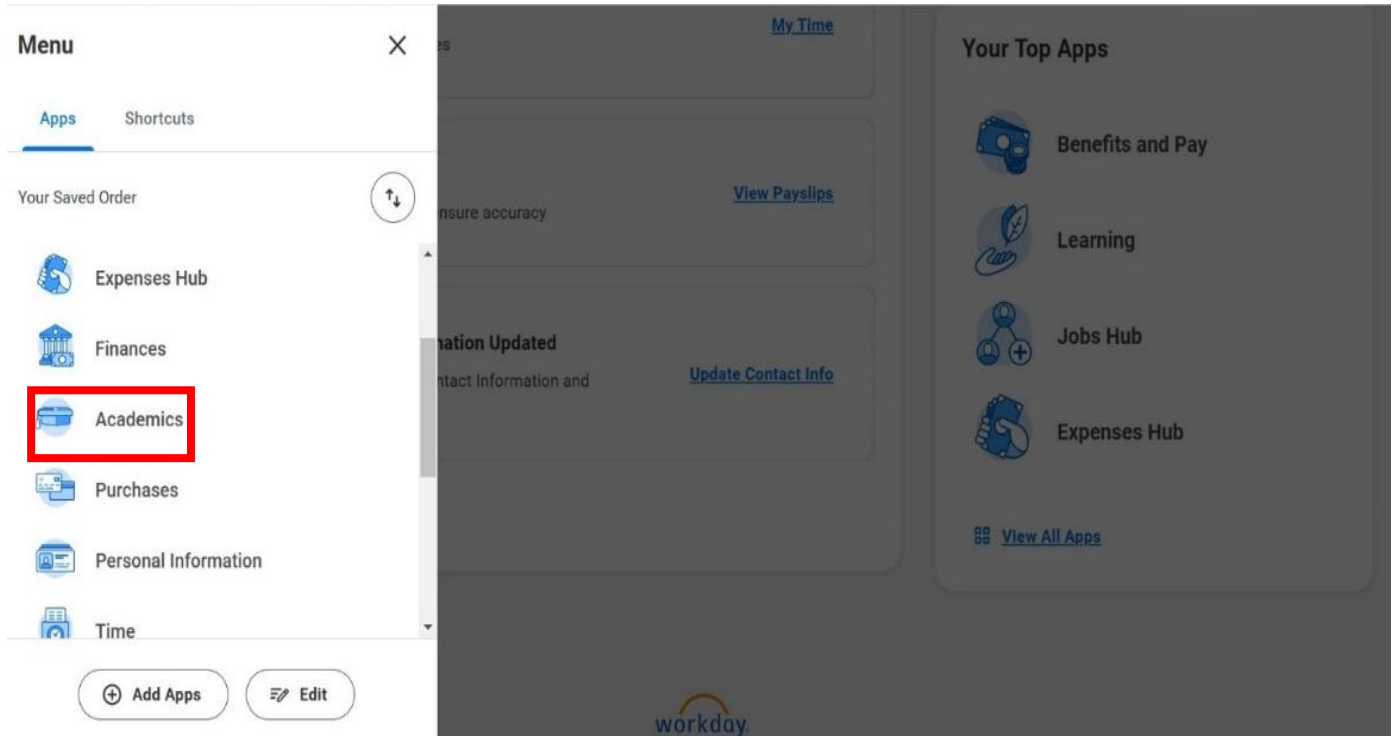 Menu
Apps
Shortcuts
Your Saved Order
Expenses Hub
Finances
Academics
Purchases
Personal Information
Time
Add Apps
Edit
es
My Time
nsure accuracy
View Payslips
nation Updated
ntact Information and
Update Contact Info
Your Top Apps
Benefits and Pay
Learning
Jobs Hub
Expenses Hub
View All Apps
workday.